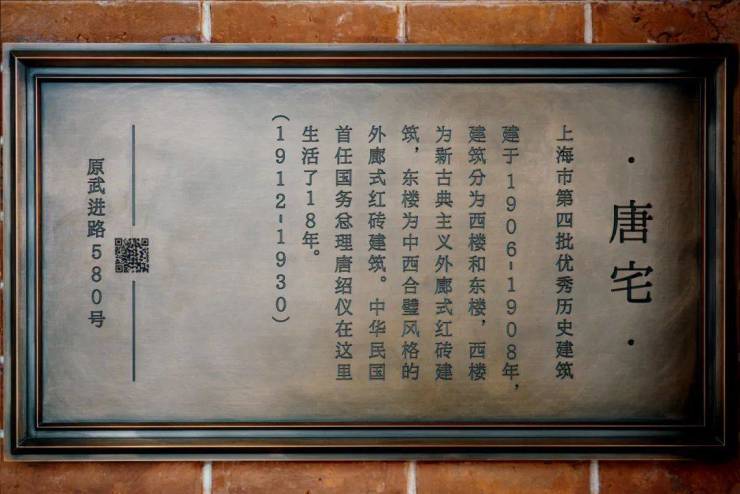 ·唐宅·
上海市第四批优秀历史建筑
建于1906-1908年,
建筑分为西楼和东楼，西楼
为新古典主义外廊式红砖建
筑，东楼为中西合璧风格的
外廊式红砖建筑。中华民国
首任国务总理唐绍仪在这里
生活了18年。
(1912-1930)
原武进路580号